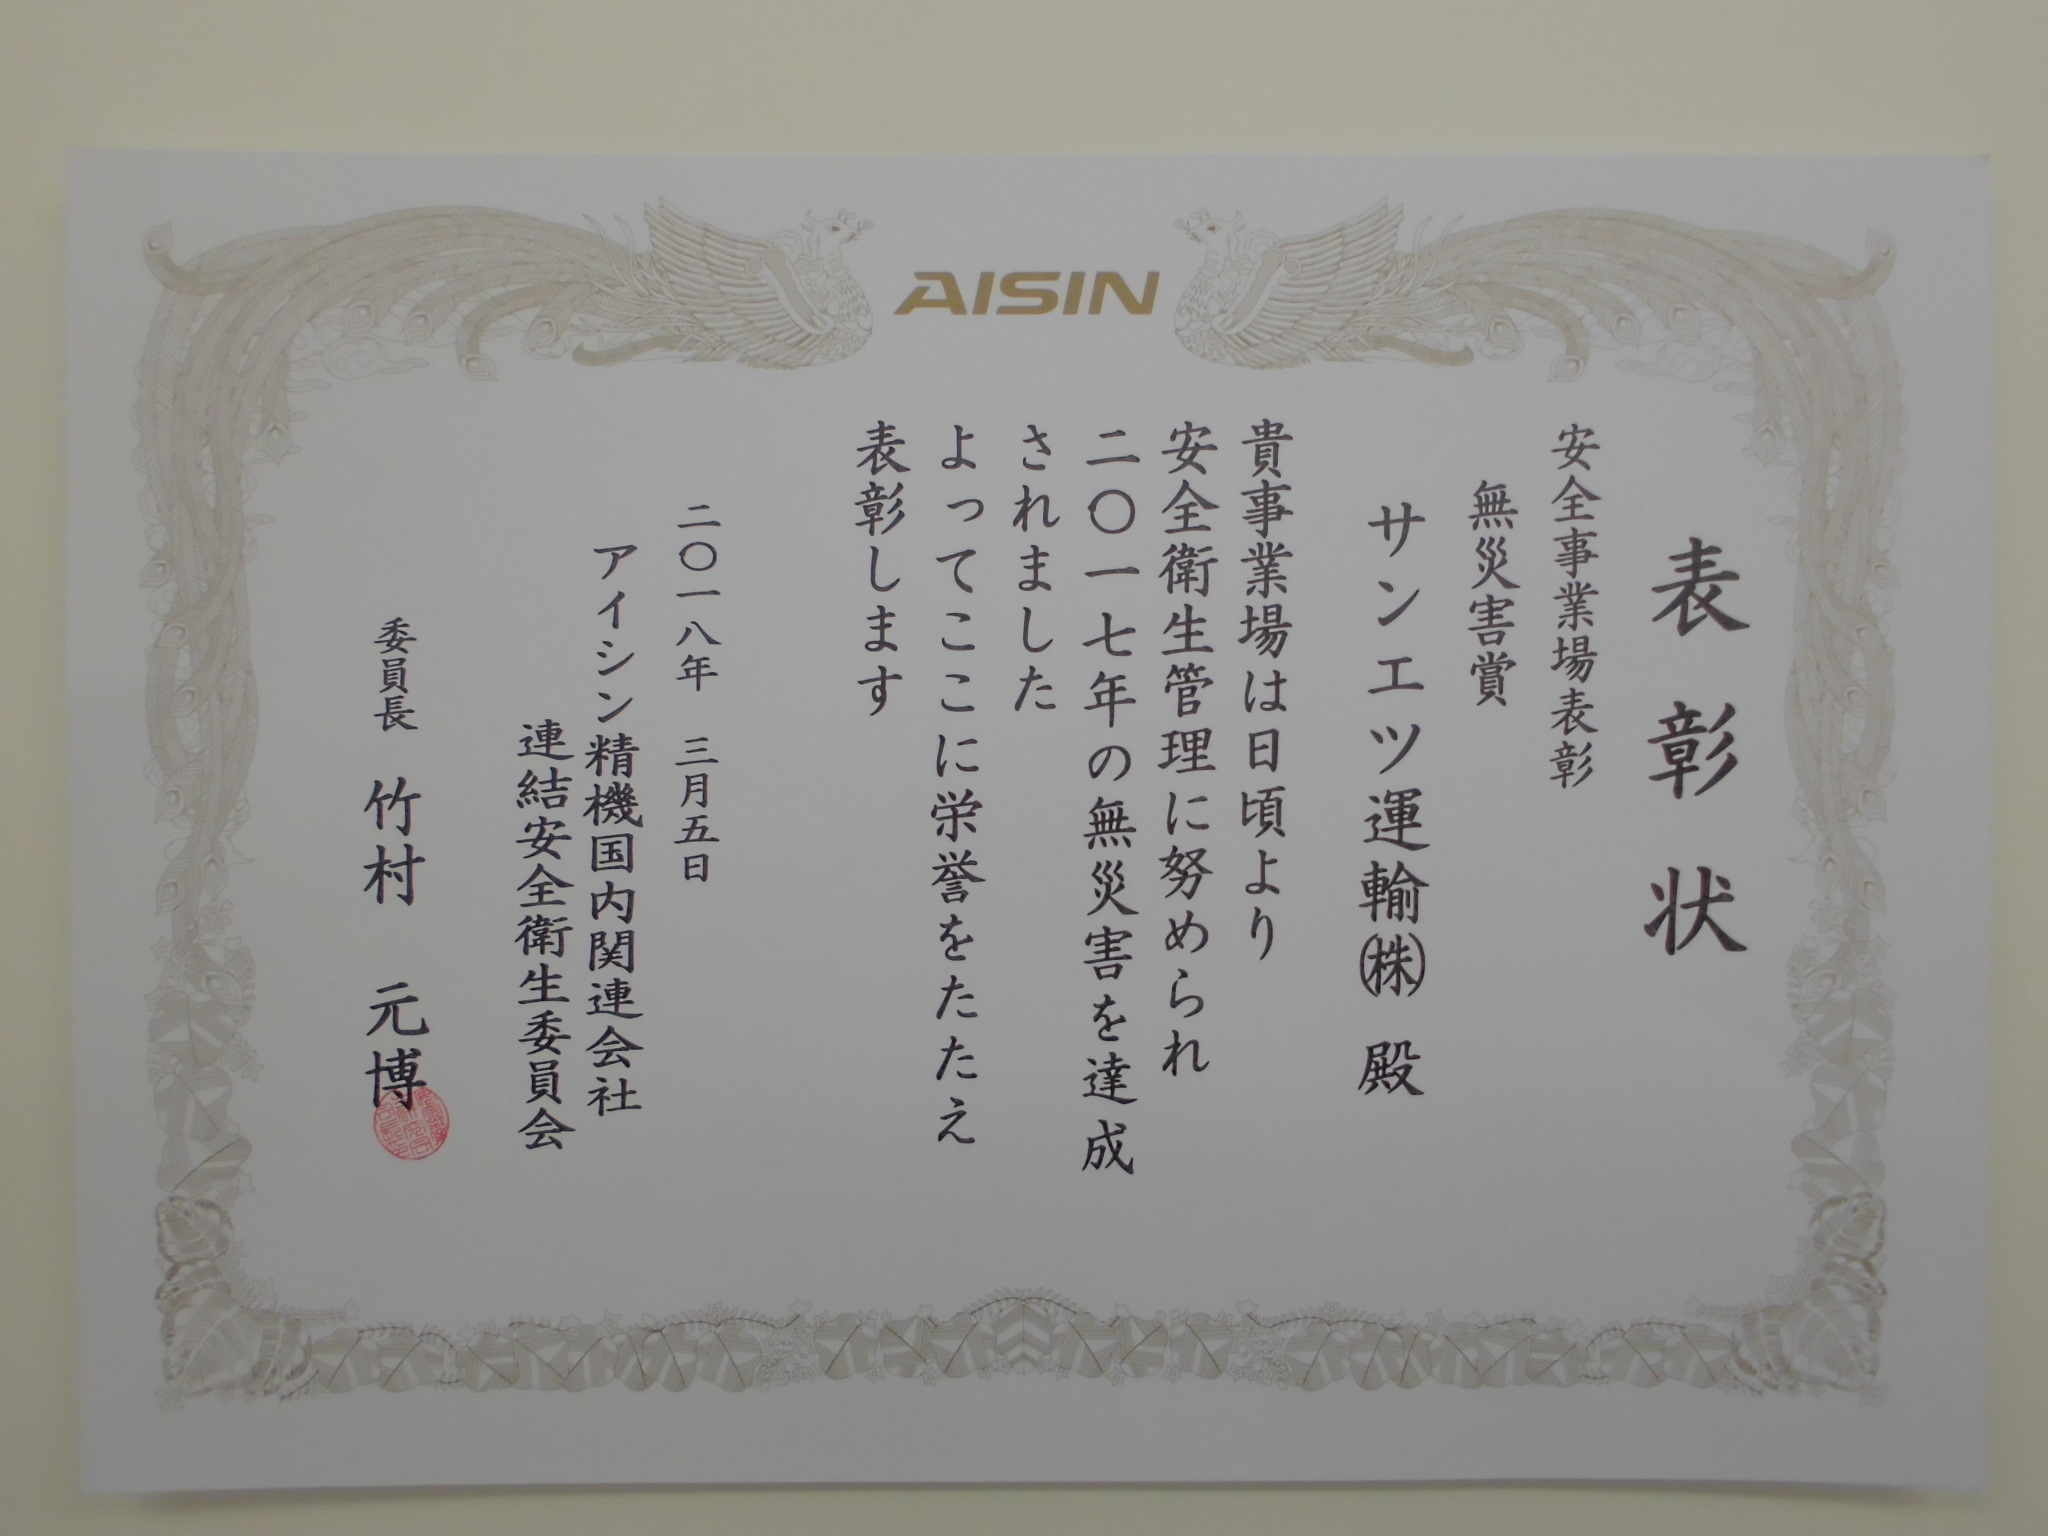 AISIN
表彰状
安全事業場表彰
無災害賞
サンエツ運輸㈱ 殿
貴事業場は日頃より
安全衛生管理に努められ
二〇一七年の無災害を達成
されました
よってここに栄誉をたたえ
表彰します
二〇一八年 三月五日
アイシン精機国内関連会社
連結安全衛生委員会
委員長 竹村 元博